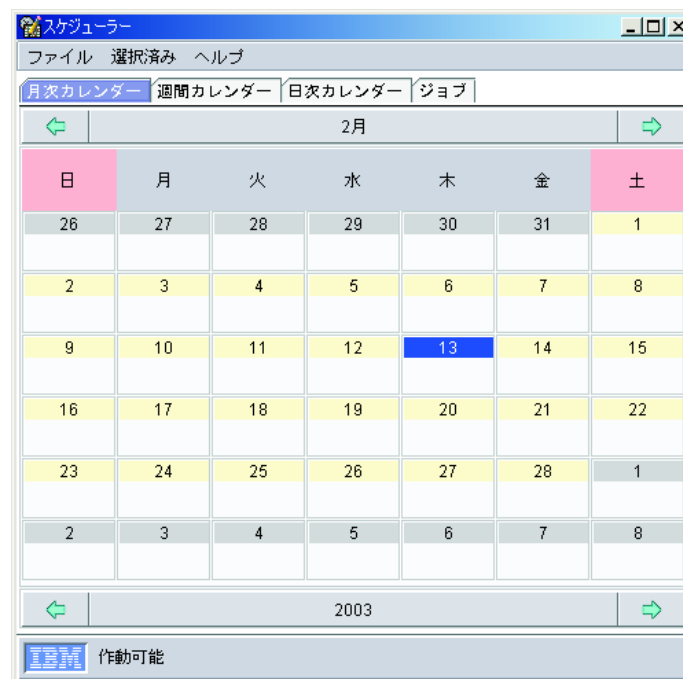 スケジューラー
ファイル 選択済み ヘルプ
月次カレンダー 週間カレンダー 日次カレンダー ジョブ
2月
日 月 火 水 木 金 土
26 27 28 29 30 31 1
2 3 4 5 6 7 8
9 10 11 12 13 14 15
16 17 18 19 20 21 22
23 24 25 26 27 28 1
2 3 4 5 6 7 8
2003
IBM 作動可能